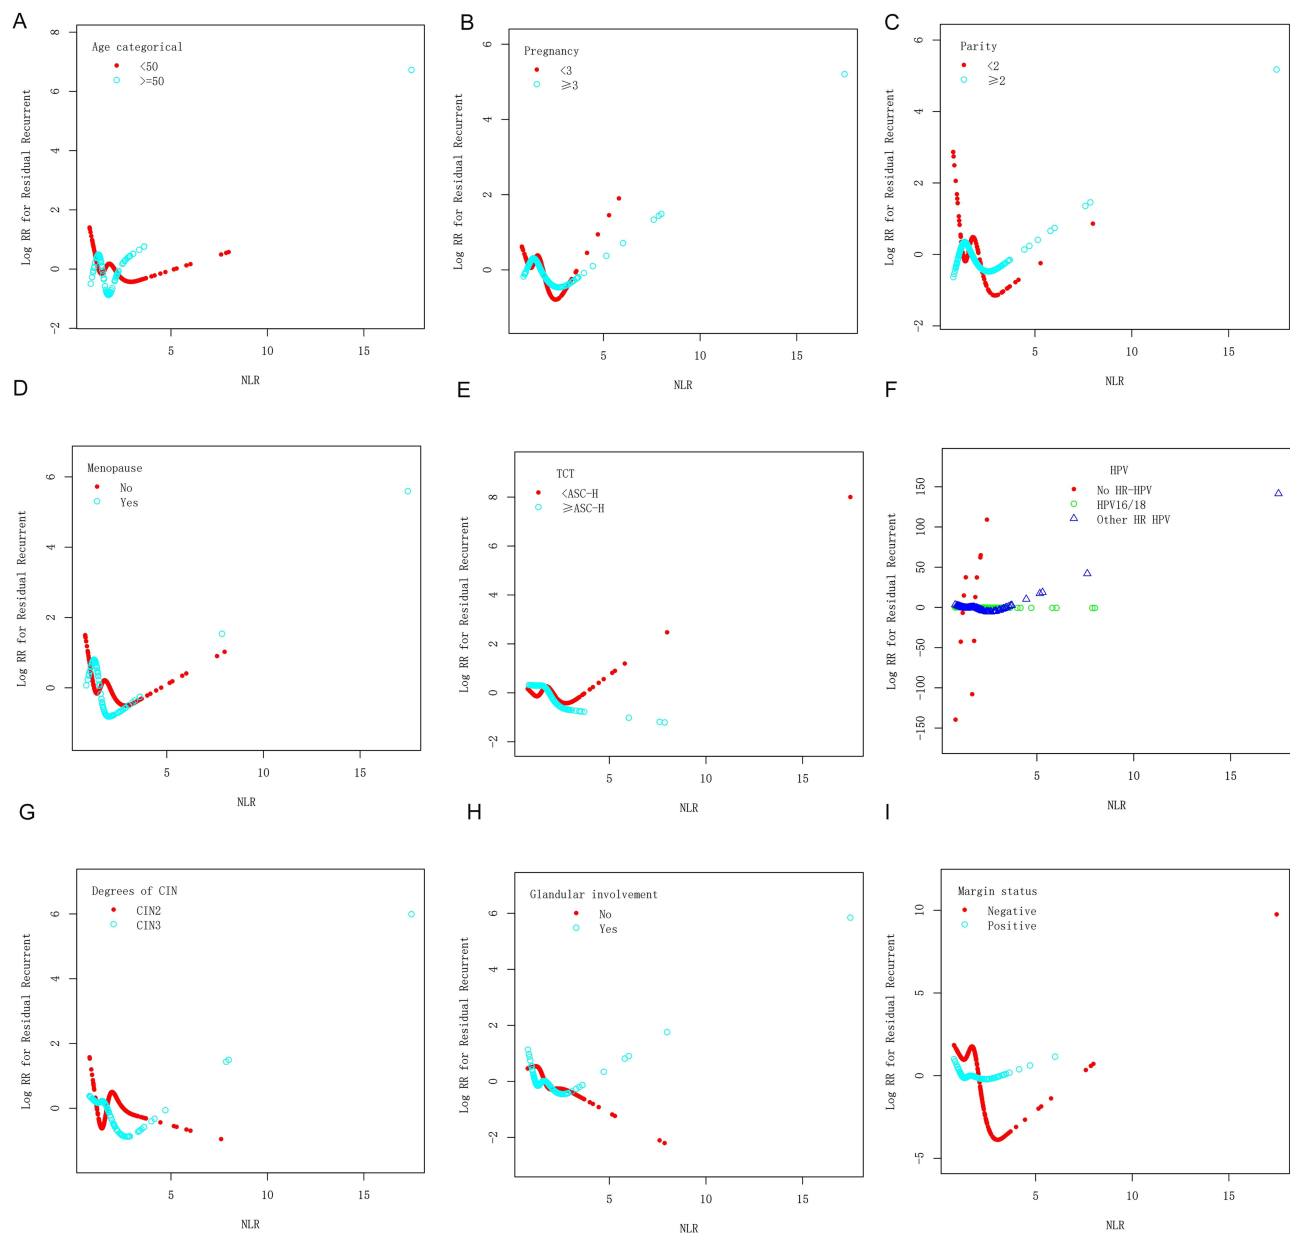 A
Age categorical
<50
>=50
Log RR for Residual Recurrent
8
6
4
2
0
-2
5
10
15
NLR
B
Pregnancy
<3
≥3
Log RR for Residual Recurrent
6
4
2
0
5
10
15
NLR
C
Parity
<2
≥2
Log RR for Residual Recurrent
6
4
2
0
-2
5
10
15
NLR
D
Menopause
No
Yes
Log RR for Residual Recurrent
6
4
2
0
5
10
15
NLR
E
TCT
<ASC-H
≥ASC-H
Log RR for Residual Recurrent
8
6
4
2
0
-2
5
10
15
NLR
F
HPV
No HR-HPV
HPV16/18
Other HR HPV
Log RR for Residual Recurrent
150
100
50
0
-50
-100
-150
5
10
15
NLR
G
Degrees of CIN
CIN2
CIN3
Log RR for Residual Recurrent
6
4
2
0
5
10
15
NLR
H
Glandular involvement
No
Yes
Log RR for Residual Recurrent
6
4
2
0
-2
5
10
15
NLR
I
Margin status
Negative
Positive
Log RR for Residual Recurrent
10
5
0
-5
5
10
15
NLR